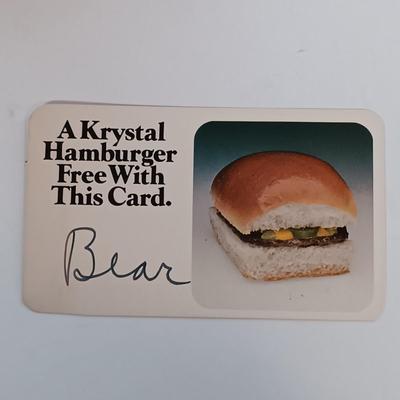 A Krystal
Hamburger
Free With
This Card.
Bear